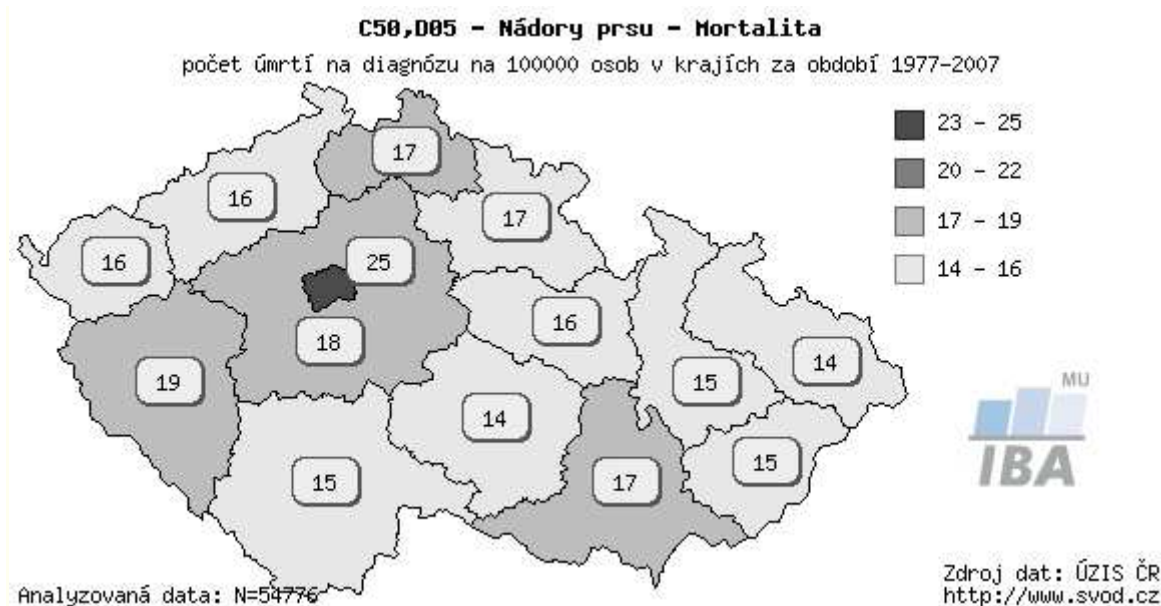 C50,D05 - Nádory prsu - Mortalita
počet úmrtí na diagnózu na 100000 osob v krajích za období 1977-2007
23 - 25
20 - 22
17 - 19
14 - 16
17
16
17
16
25
16
18
19
14
15
14
15
15
17
MU
IBA
Analyzovaná data: N=54776
Zdroj dat: ÚZIS ČR
http://www.svod.cz